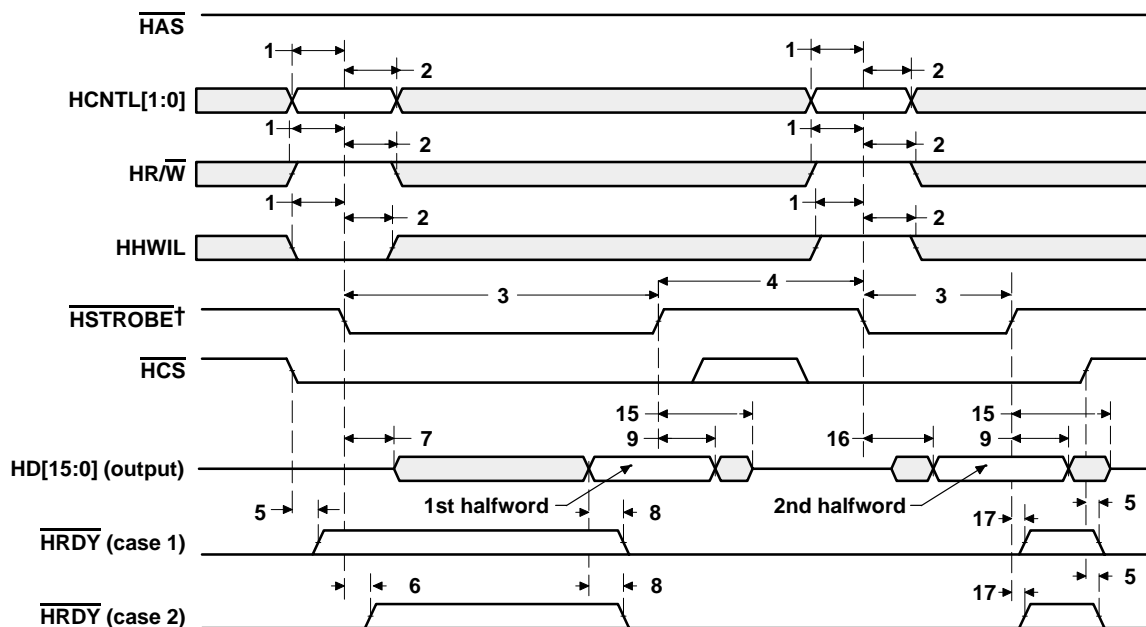 HAS
1 1
2 2
HCNTL[1:0]
1 1
2 2
HR/W
1 1
2 2
HHWIL
4
3 3
HSTROBE†
HCS
15 15
7 9 16 9
HD[15:0] (output)
1st halfword 2nd halfword
5 8 17 5
HRDY (case 1)
6 8 17 5
HRDY (case 2)